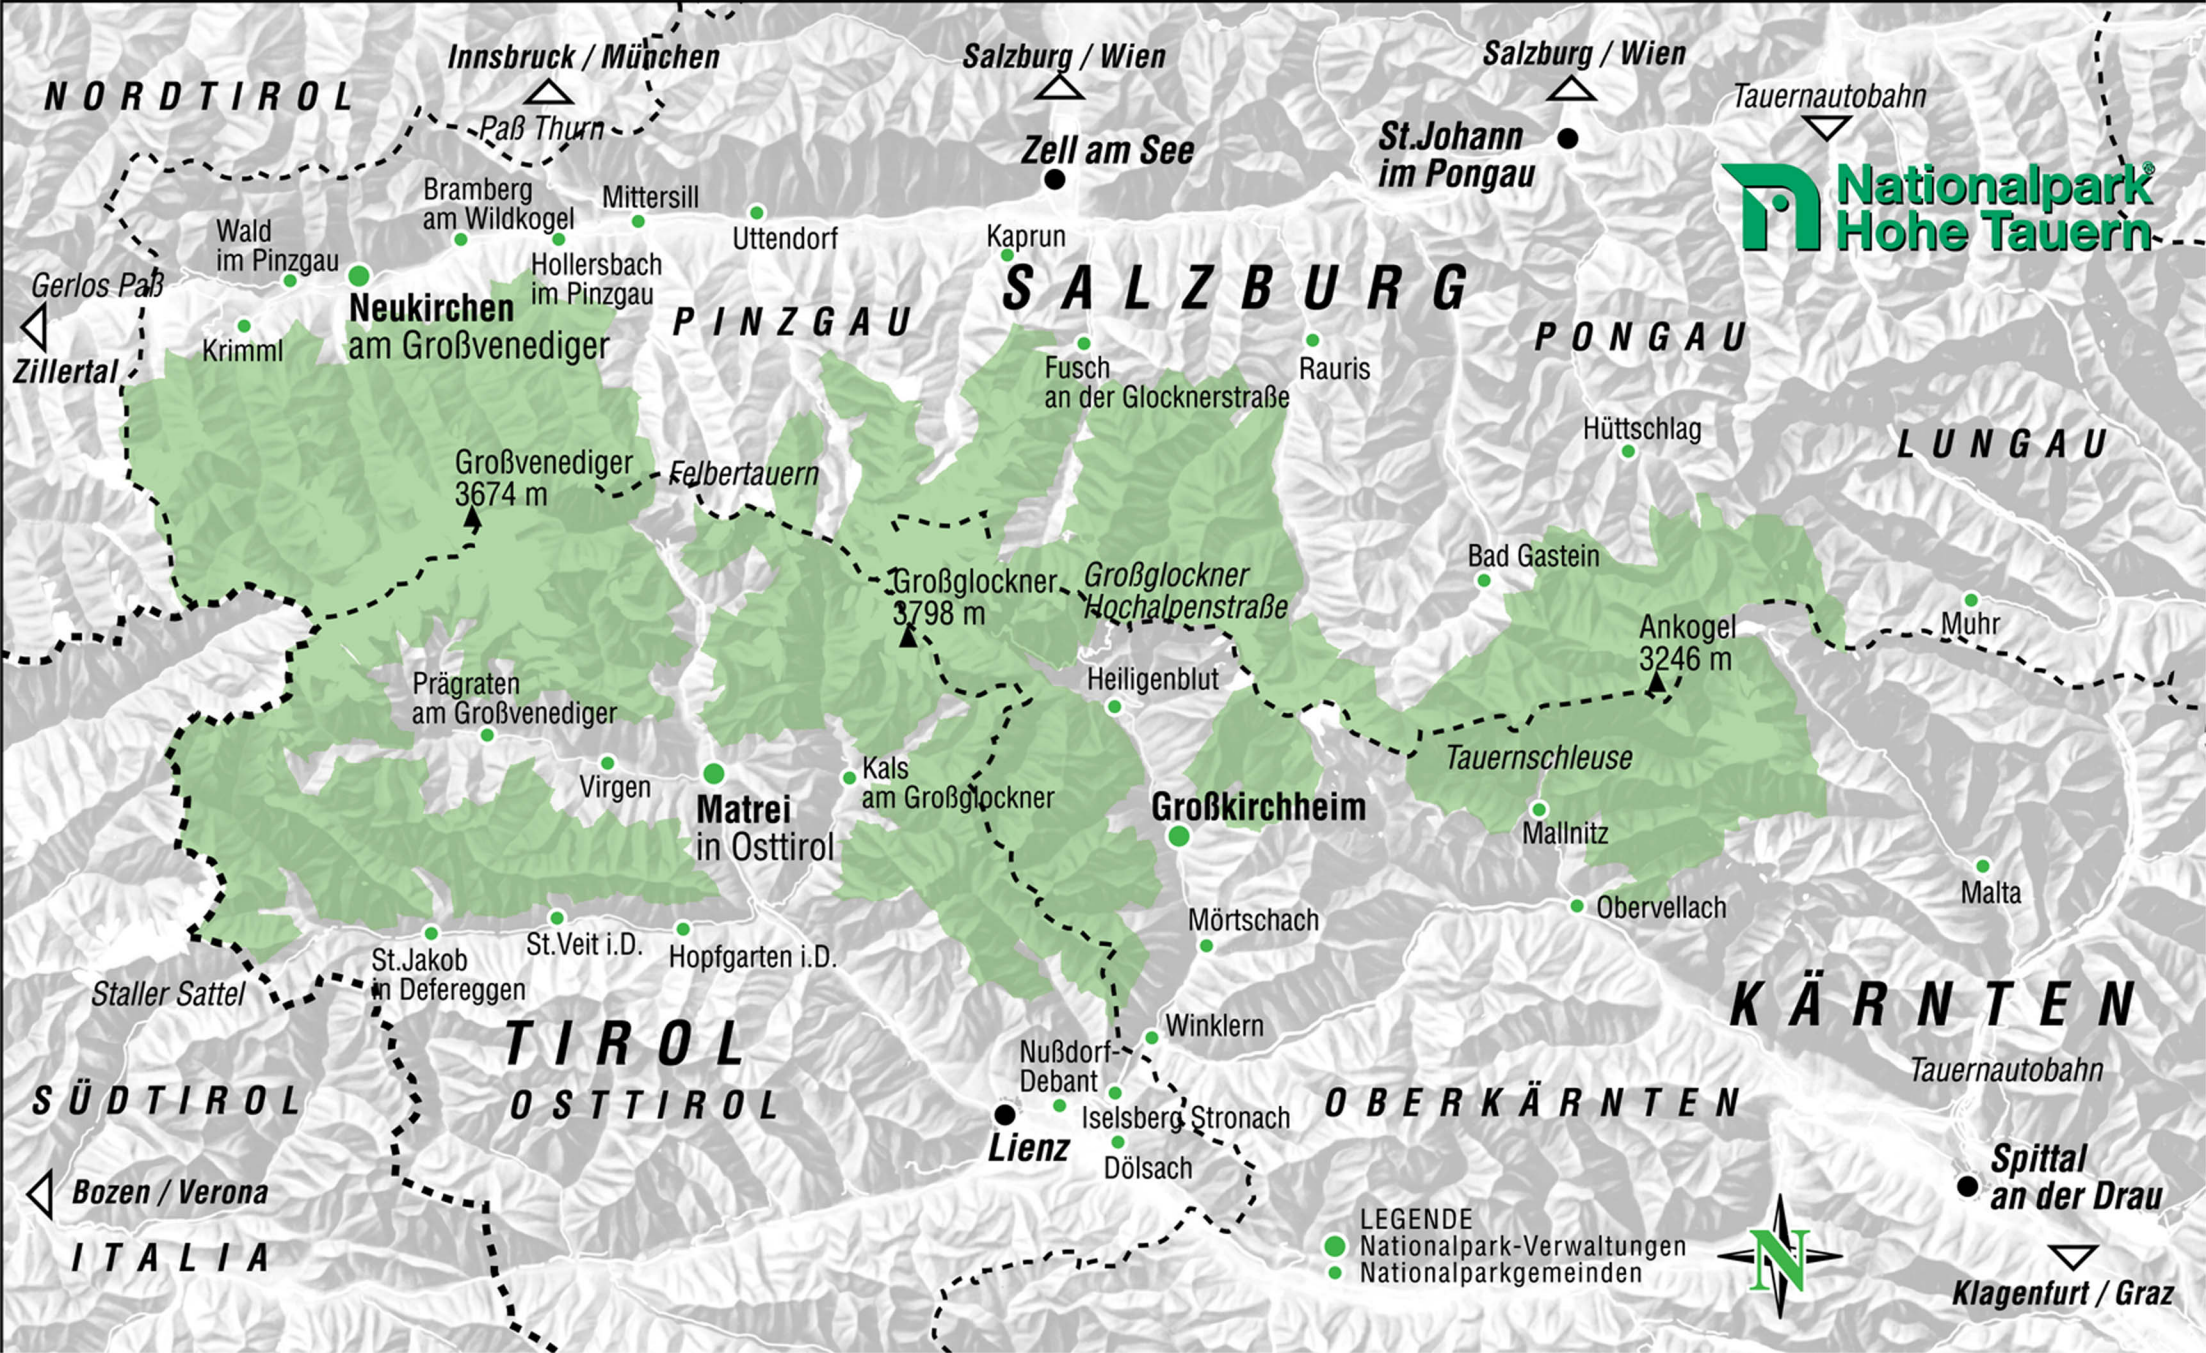 Innsbruck / München
Salzburg / Wien
Salzburg / Wien
NORDTIROL
Tauernautobahn
Paß Thurn
Zell am See
St.Johann
im Pongau
Nationalpark®
Hohe Tauern
Bramberg
am Wildkogel
Mittersill
Wald
im Pinzgau
Uttendorf
Kaprun
Hollersbach
im Pinzgau
Gerlos Paß
SALZBURG
Neukirchen
am Großvenediger
PINZGAU
PONGAU
Krimml
Zillertal
Fusch
an der Glocknerstraße
Rauris
Hüttschlag
LUNGAU
Großvenediger
3674 m
Felbertauern
Bad Gastein
Großglockner
3798 m
Großglockner
Hochalpenstraße
Ankogel
3246 m
Muhr
Prägraten
am Großvenediger
Heiligenblut
Tauernschleuse
Virgen
Kals
am Großglockner
Matrei
in Osttirol
Großkirchheim
Mallnitz
Malta
Obervellach
Mörtschach
St.Veit i.D.
Hopfgarten i.D.
St.Jakob
in Defereggen
Staller Sattel
KÄRNTEN
Winklern
TIROL
Nußdorf-
Debant
Tauernautobahn
SÜDTIROL
OSTTIROL
OBERKÄRNTEN
Iselsberg Stronach
Lienz
Dölsach
Spittal
an der Drau
Bozen / Verona
ITALIA
LEGENDE
Nationalpark-Verwaltungen
Nationalparkgemeinden
N
Klagenfurt / Graz